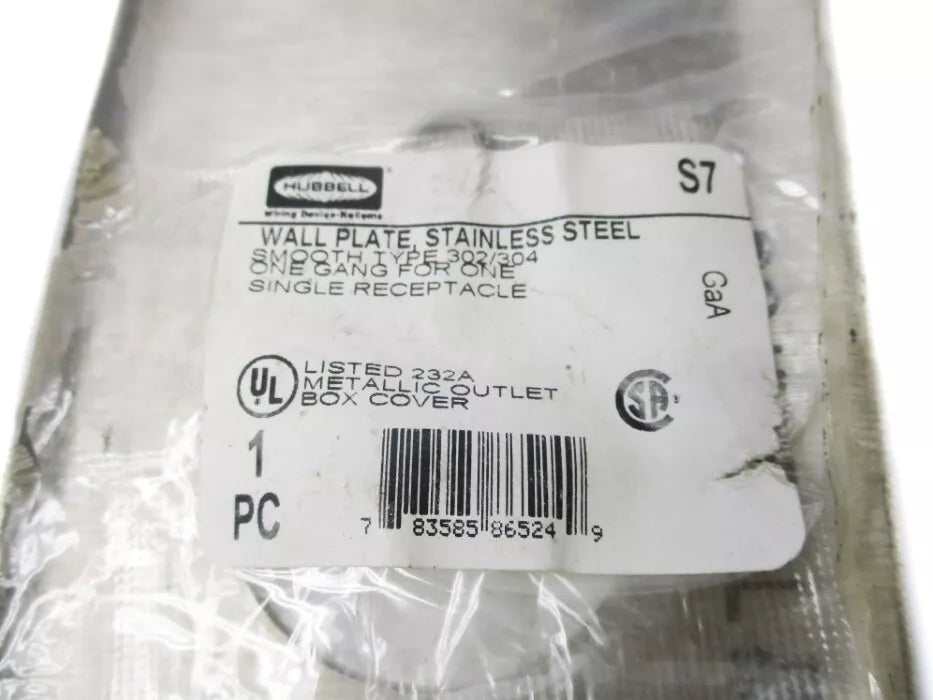 HUBBELL ®
S7
Wiring Device-Kellems
WALL PLATE, STAINLESS STEEL
SMOOTH TYPE 302/304
ONE GANG FOR ONE
SINGLE RECEPTACLE
GaA
UL
LISTED 232A
METALLIC OUTLET
BOX COVER
SA ®
1
PC
7 83585 86524 9